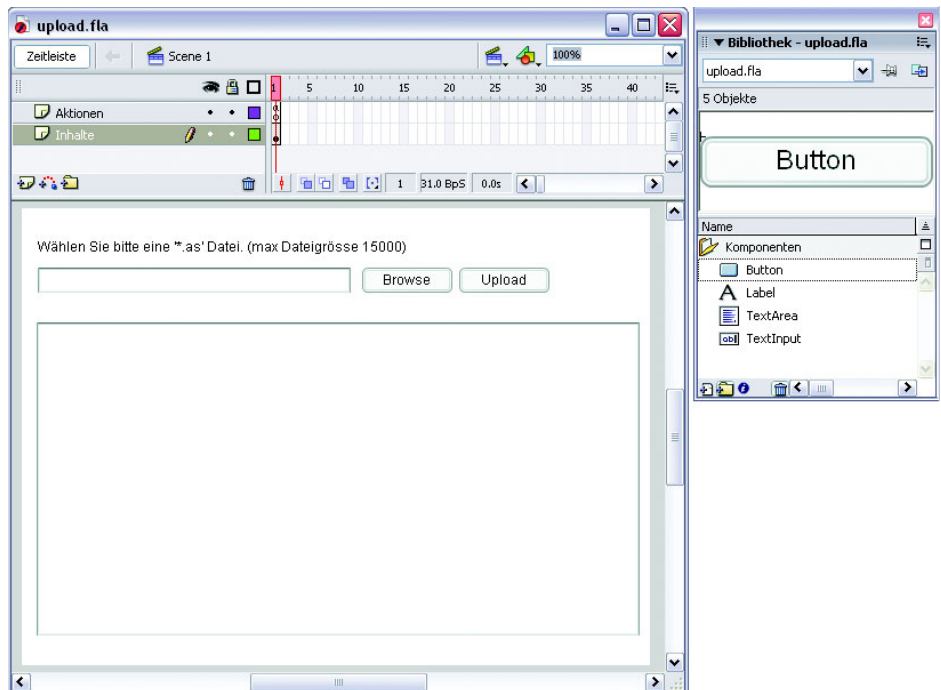 upload.fla
Zeitleiste
Scene 1
100%
1 5 10 15 20 25 30 35 40
Aktionen
Inhalte
1 31.0 BpS 0.0s
Wählen Sie bitte eine '*.as' Datei. (max Dateigrösse 15000)
Browse Upload
Bibliothek - upload.fla
upload.fla
5 Objekte
Button
Name
Komponenten
Button
A Label
TextArea
abl TextInput